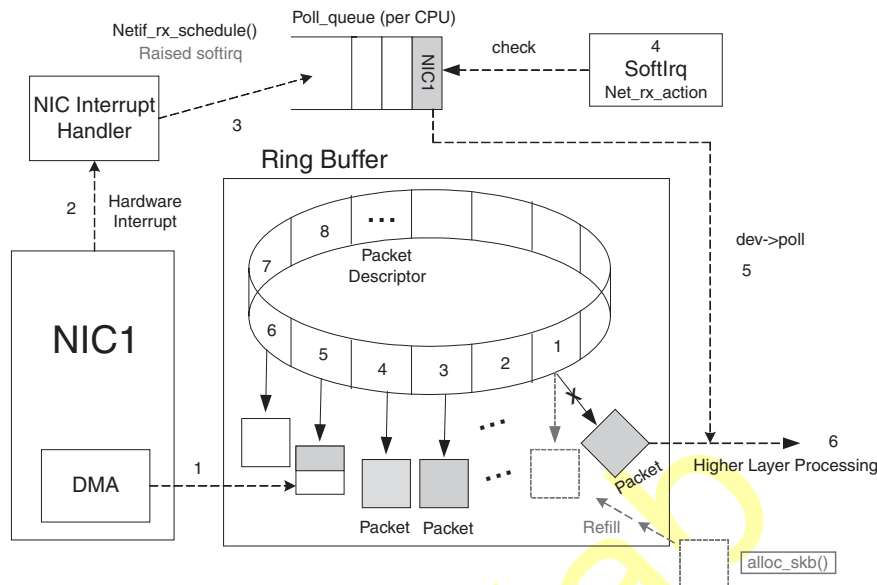 Poll_queue (per CPU)
Netif_rx_schedule()
Raised softirq
check
4
SoftIrq
Net_rx_action
NIC1
NIC Interrupt
Handler
3
Ring Buffer
2
Hardware
Interrupt
8
...
7
Packet
Descriptor
dev->poll
5
6
5
4
3
2
1
NIC1
...
X
...
DMA
1
Packet
Packet
Packet
6
Higher Layer Processing
Refill
alloc_skb()